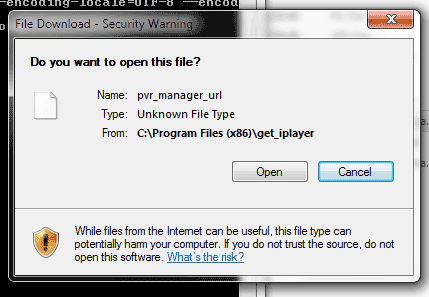 -encoding-locale=UTF-8 --encod
File Download - Security Warning
Do you want to open this file?
Name: pvr_manager_url
Type: Unknown File Type
From: C:\Program Files (x86)\get_iplayer
Open Cancel
While files from the Internet can be useful, this file type can
potentially harm your computer. If you do not trust the source, do not
open this software. What's the risk?